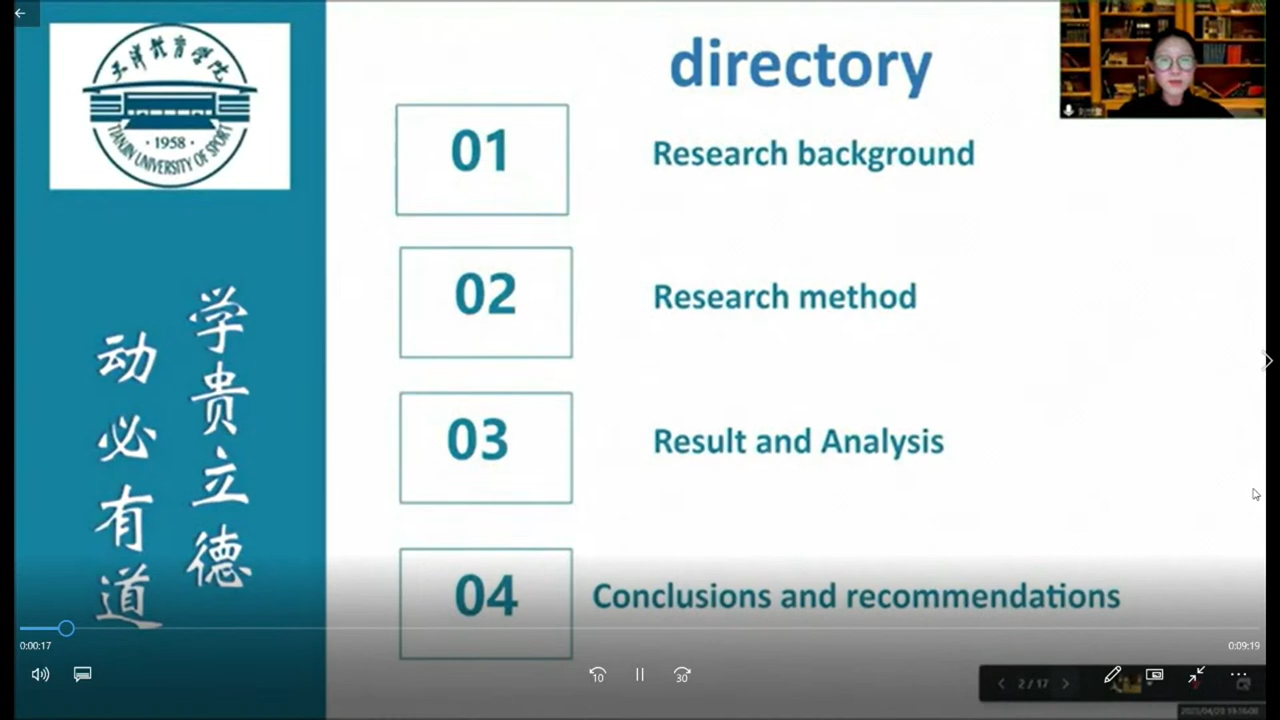 天津体育学院
· 1958 ·
TIANJIN UNIVERSITY OF SPORT
学贵立德
动必有道
directory
01
Research background
02
Research method
03
Result and Analysis
04
Conclusions and recommendations
0:00:17
0:09:19
10
30
2 / 17